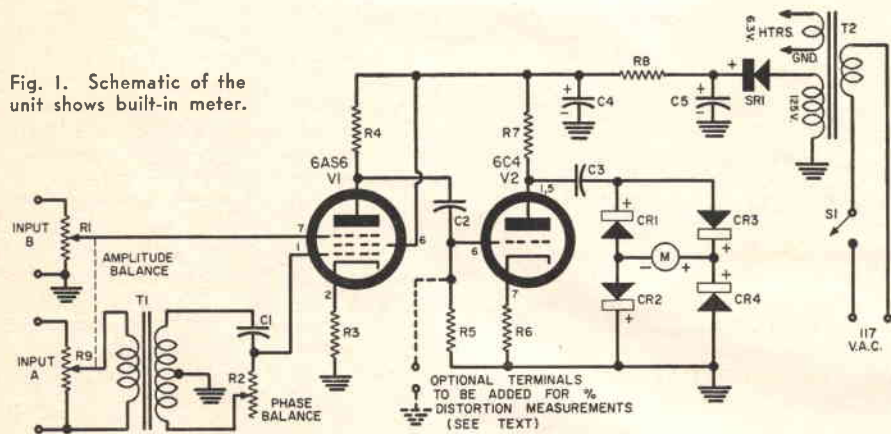 Fig. 1. Schematic of the
unit shows built-in meter.
6.3V.
HTRS.
GND.
T2
125V.
SR1
+
R8
+
C4
-
+
C5
-
R4
R7
6AS6
V1
6C4
V2
1,5
C3
C2
+
CR1
CR3
+
- M +
CR2
+
CR4
+
S1
117
V.A.C.
INPUT
B
R1
AMPLITUDE
BALANCE
7
1
6
2
6
7
T1
C1
R3
R5
R6
INPUT
A
R9
R2
PHASE
BALANCE
OPTIONAL TERMINALS
TO BE ADDED FOR %
DISTORTION MEASUREMENTS
(SEE TEXT)